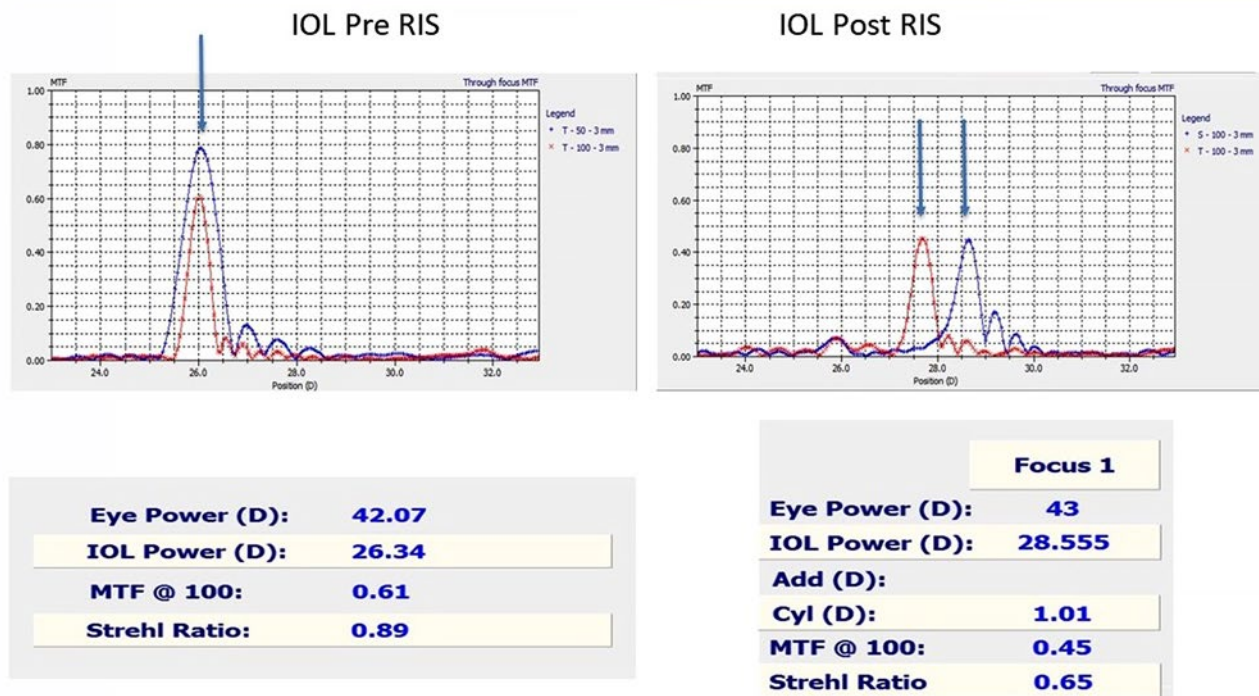 IOL Pre RIS
MTF
Through focus MTF
1.00
0.80
0.60
0.40
0.20
0.00
24.0 26.0 28.0 30.0 32.0
Position (D)
Legend
T - 50 - 3 mm
T - 100 - 3 mm
IOL Post RIS
MTF
Through focus MTF
1.00
0.80
0.60
0.40
0.20
0.00
24.0 26.0 28.0 30.0 32.0
Position (D)
Legend
S - 100 - 3 mm
T - 100 - 3 mm
Eye Power (D): 42.07
IOL Power (D): 26.34
MTF @ 100: 0.61
Strehl Ratio: 0.89
Focus 1
Eye Power (D): 43
IOL Power (D): 28.555
Add (D):
Cyl (D): 1.01
MTF @ 100: 0.45
Strehl Ratio 0.65